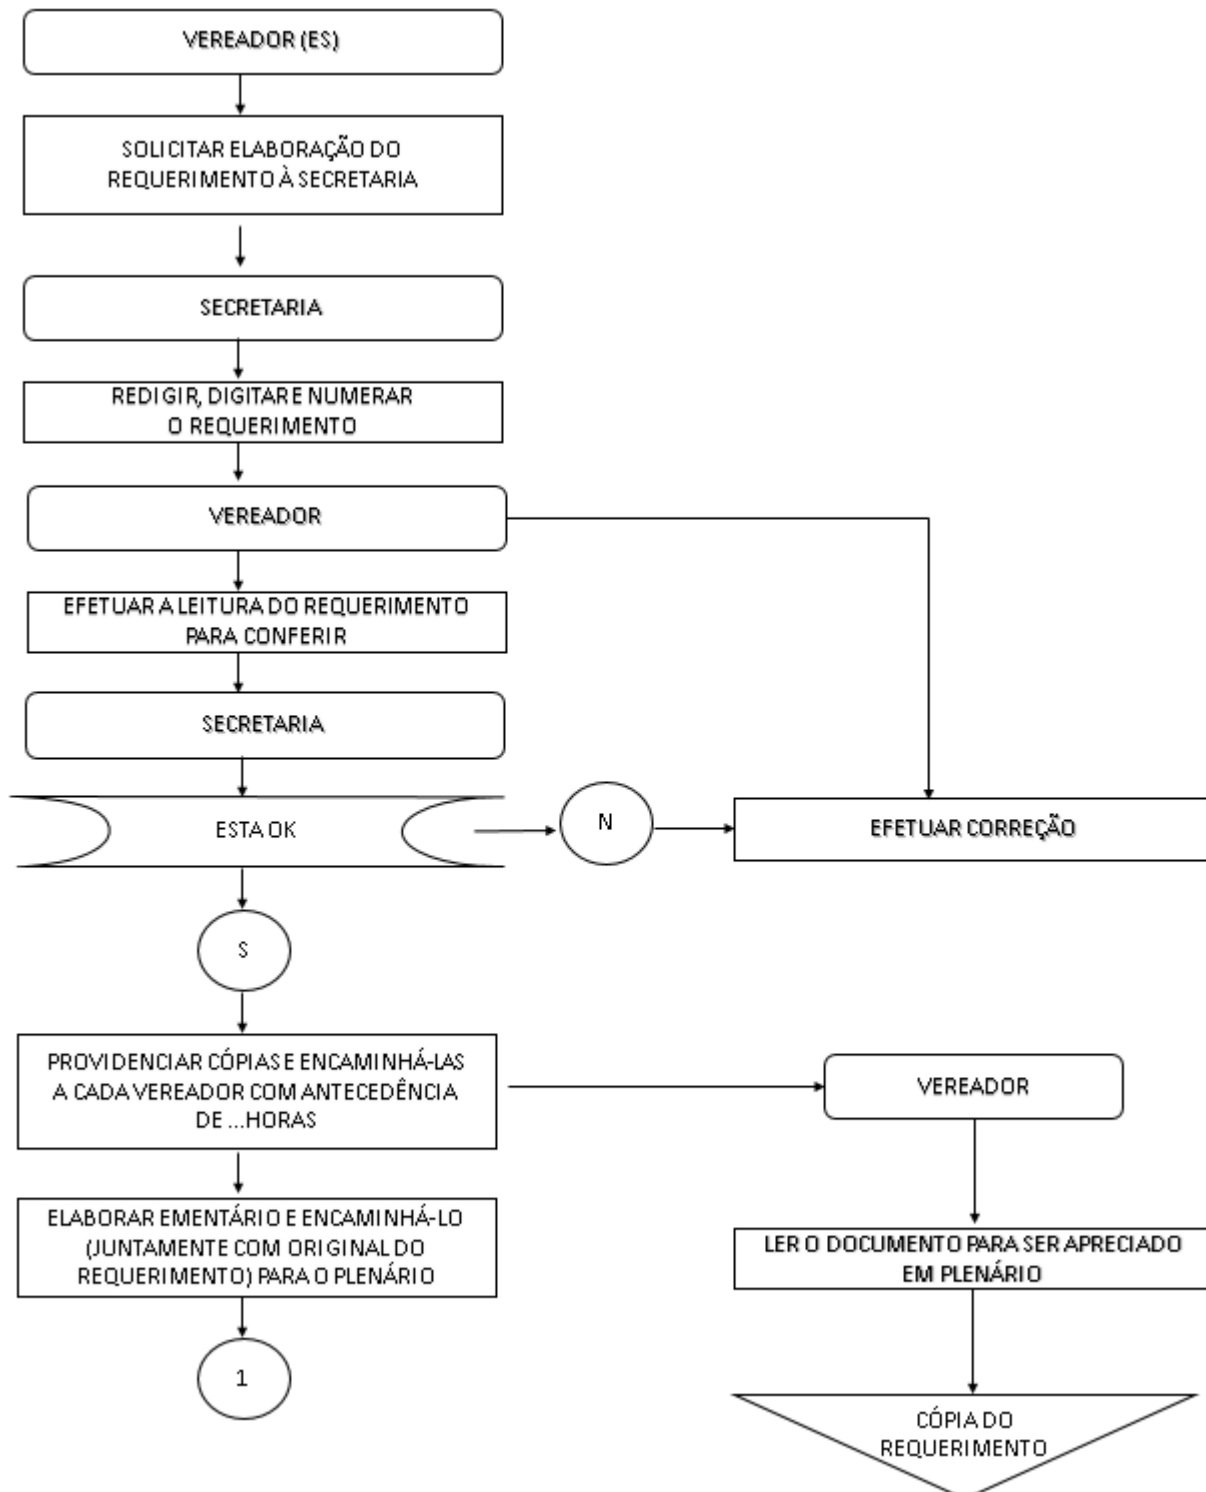 VEREADOR (ES)
SOLICITAR ELABORAÇÃO DO
REQUERIMENTO À SECRETARIA
SECRETARIA
REDIGIR, DIGITAR E NUMERAR
O REQUERIMENTO
VEREADOR
EFETUAR A LEITURA DO REQUERIMENTO
PARA CONFERIR
SECRETARIA
ESTA OK
N
EFETUAR CORREÇÃO
S
PROVIDENCIAR CÓPIAS E ENCAMINHÁ-LAS
A CADA VEREADOR COM ANTECEDÊNCIA
DE ...HORAS
VEREADOR
ELABORAR EMENTÁRIO E ENCAMINHÁ-LO
(JUNTAMENTE COM ORIGINAL DO
REQUERIMENTO) PARA O PLENÁRIO
LER O DOCUMENTO PARA SER APRECIADO
EM PLENÁRIO
1
CÓPIA DO
REQUERIMENTO